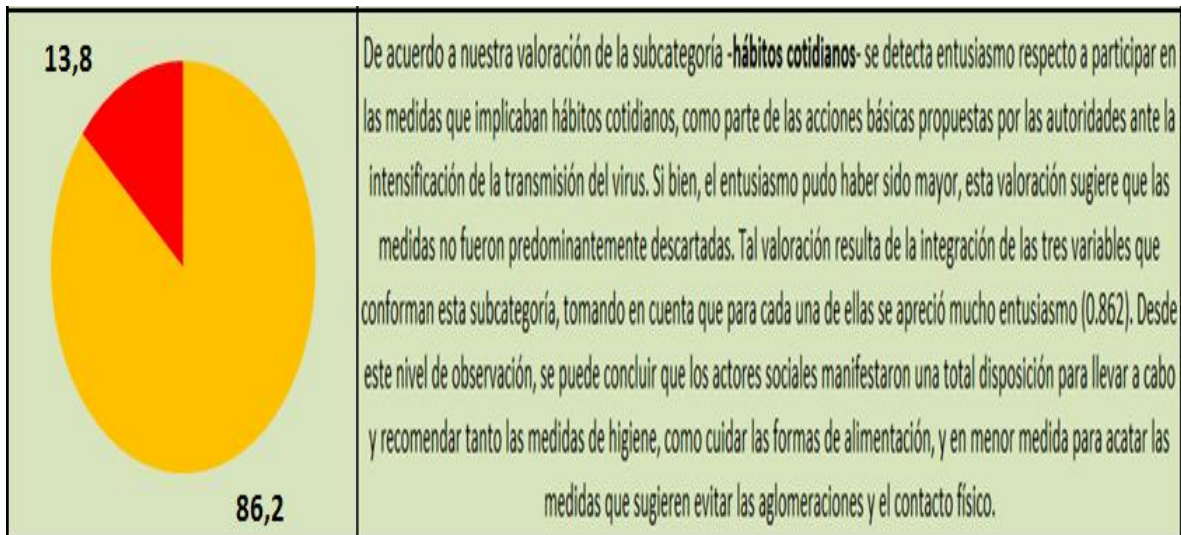 13,8
86,2
De acuerdo a nuestra valoración de la subcategoría -hábitos cotidianos- se detecta entusiasmo respecto a participar en
las medidas que implicaban hábitos cotidianos, como parte de las acciones básicas propuestas por las autoridades ante la
intensificación de la transmisión del virus. Si bien, el entusiasmo pudo haber sido mayor, esta valoración sugiere que las
medidas no fueron predominantemente descartadas. Tal valoración resulta de la integración de las tres variables que
conforman esta subcategoría, tomando en cuenta que para cada una de ellas se apreció mucho entusiasmo (0.862). Desde
este nivel de observación, se puede concluir que los actores sociales manifestaron una total disposición para llevar a cabo
y recomendar tanto las medidas de higiene, como cuidar las formas de alimentación, y en menor medida para acatar las
medidas que sugieren evitar las aglomeraciones y el contacto físico.